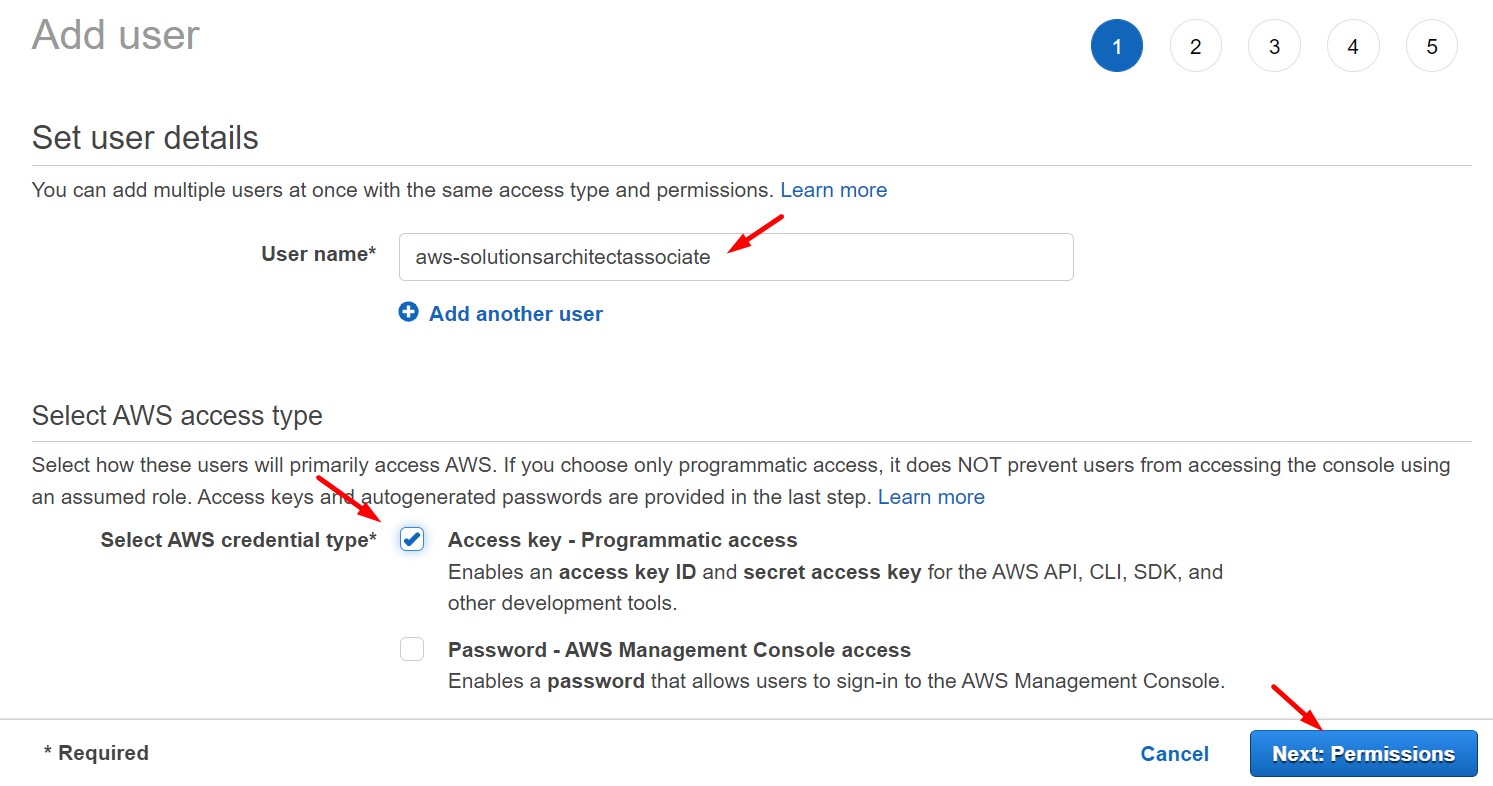 Add user
1 2 3 4 5
Set user details
You can add multiple users at once with the same access type and permissions. Learn more
User name* aws-solutionsarchitectassociate
Add another user
Select AWS access type
Select how these users will primarily access AWS. If you choose only programmatic access, it does NOT prevent users from accessing the console using
an assumed role. Access keys and autogenerated passwords are provided in the last step. Learn more
Select AWS credential type* Access key - Programmatic access
Enables an access key ID and secret access key for the AWS API, CLI, SDK, and
other development tools.
Password - AWS Management Console access
Enables a password that allows users to sign-in to the AWS Management Console.
* Required Cancel Next: Permissions